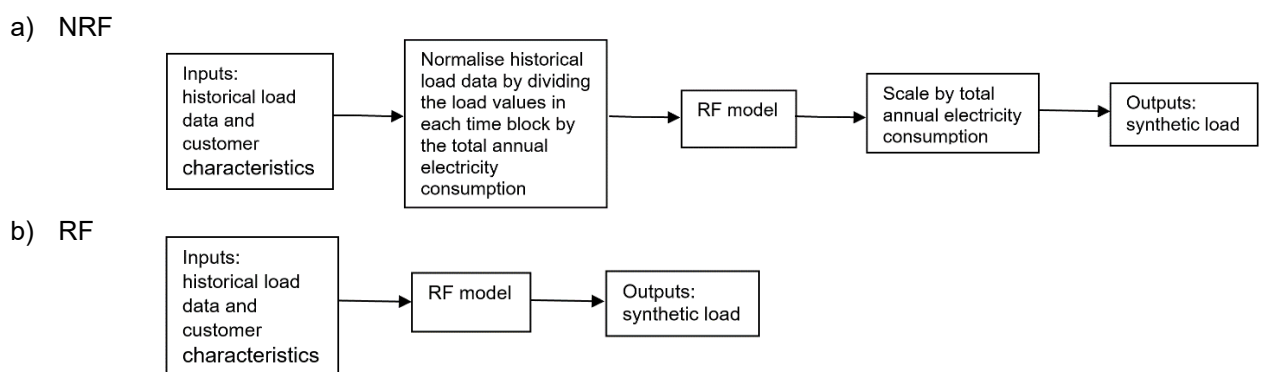 a) NRF
Inputs:
historical load
data and
customer
characteristics
Normalise historical
load data by dividing
the load values in
each time block by
the total annual
electricity
consumption
RF model
Scale by total
annual electricity
consumption
Outputs:
synthetic load
b) RF
Inputs:
historical load
data and
customer
characteristics
RF model
Outputs:
synthetic load